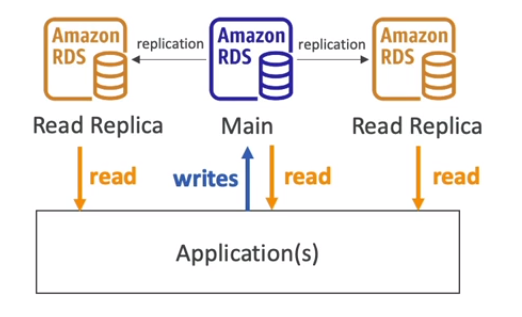 Amazon
RDS
replication
Amazon
RDS
replication
Amazon
RDS
Read Replica
Main
Read Replica
read
writes
read
read
Application(s)